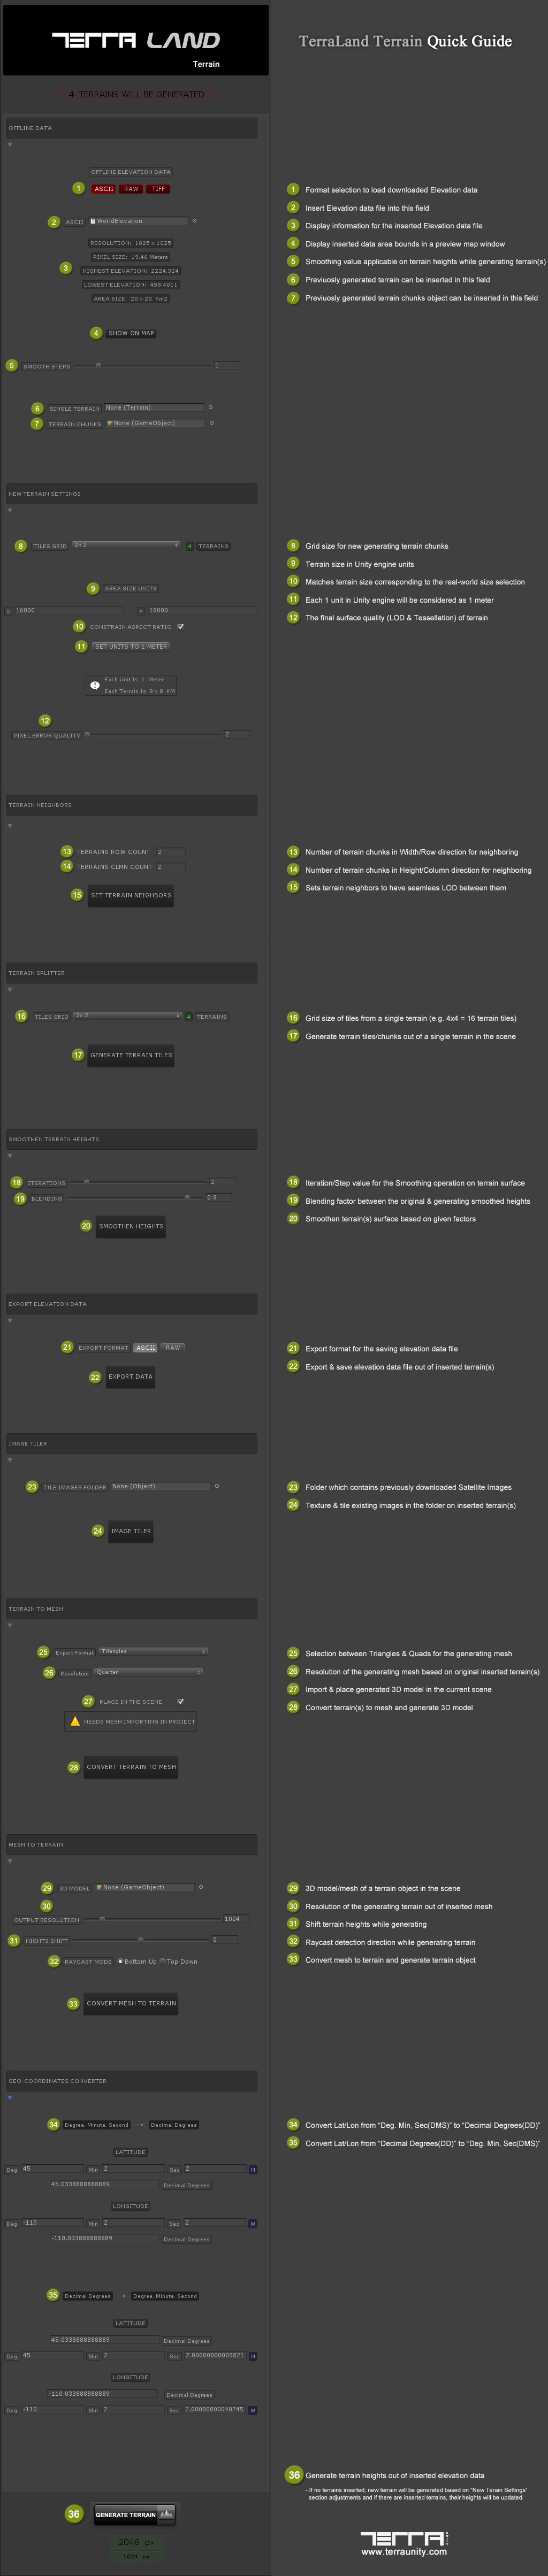 TERRA LAND
Terrain
TerraLand Terrain Quick Guide
4 TERRAINS WILL BE GENERATED
OFFLINE DATA
OFFLINE ELEVATION DATA
1 ASCII RAW TIFF
2 ASCII WorldElevation
RESOLUTION: 1025 x 1025
PIXEL SIZE: 19.46 Meters
3 HIGHEST ELEVATION: 2224.324
LOWEST ELEVATION: 459.4011
AREA SIZE: 20 x 20 Km2
4 SHOW ON MAP
5 SMOOTH STEPS 1
6 SINGLE TERRAIN None (Terrain)
7 TERRAIN CHUNKS None (GameObject)
1 Format selection to load downloaded Elevation data
2 Insert Elevation data file into this field
3 Display information for the inserted Elevation data file
4 Display inserted data area bounds in a preview map window
5 Smoothing value applicable on terrain heights while generating terrain(s)
6 Previuosly generated terrain can be inserted in this field
7 Previuosly generated terrain chunks object can be inserted in this field
NEW TERRAIN SETTINGS
8 TILES GRID 2x 2 4 TERRAINS
9 AREA SIZE UNITS
X 16000 Y 16000
10 CONSTRAIN ASPECT RATIO
11 SET UNITS TO 1 METER
Each Unit Is 1 Meter
Each Terrain Is 8 x 8 KM
12
PIXEL ERROR QUALITY 2
8 Grid size for new generating terrain chunks
9 Terrain size in Unity engine units
10 Matches terrain size corresponding to the real-world size selection
11 Each 1 unit in Unity engine will be considered as 1 meter
12 The final surface quality (LOD & Tessellation) of terrain
TERRAIN NEIGHBORS
13 TERRAINS ROW COUNT 2
14 TERRAINS CLMN COUNT 2
15 SET TERRAIN NEIGHBORS
13 Number of terrain chunks in Width/Row direction for neighboring
14 Number of terrain chunks in Height/Column direction for neighboring
15 Sets terrain neighbors to have seamlees LOD between them
TERRAIN SPLITTER
16 TILES GRID 2x 2 4 TERRAINS
17 GENERATE TERRAIN TILES
16 Grid size of tiles from a single terrain (e.g. 4x4 = 16 terrain tiles)
17 Generate terrain tiles/chunks out of a single terrain in the scene
SMOOTHEN TERRAIN HEIGHTS
18 ITERATIONS 2
19 BLENDING 0.9
20 SMOOTHEN HEIGHTS
18 Iteration/Step value for the Smoothing operation on terrain surface
19 Blending factor between the original & generating smoothed heights
20 Smoothen terrain(s) surface based on given factors
EXPORT ELEVATION DATA
21 EXPORT FORMAT ASCII RAW
22 EXPORT DATA
21 Export format for the saving elevation data file
22 Export & save elevation data file out of inserted terrain(s)
IMAGE TILER
23 TILE IMAGES FOLDER None (Object)
24 IMAGE TILER
23 Folder which contains previously downloaded Satellite Images
24 Texture & tile existing images in the folder on inserted terrain(s)
TERRAIN TO MESH
25 Export Format Triangles
26 Resolution Quarter
27 PLACE IN THE SCENE
NEEDS MESH IMPORTING IN PROJECT
28 CONVERT TERRAIN TO MESH
25 Selection between Triangles & Quads for the generating mesh
26 Resolution of the generating mesh based on original inserted terrain(s)
27 Import & place generated 3D model in the current scene
28 Convert terrain(s) to mesh and generate 3D model
MESH TO TERRAIN
29 3D MODEL None (GameObject)
30
OUTPUT RESOLUTION 1024
31 HIGHTS SHIFT 0
32 RAYCAST MODE Bottom Up Top Down
33 CONVERT MESH TO TERRAIN
29 3D model/mesh of a terrain object in the scene
30 Resolution of the generating terrain out of inserted mesh
31 Shift terrain heights while generating
32 Raycast detection direction while generating terrain
33 Convert mesh to terrain and generate terrain object
GEO-COORDINATES CONVERTER
34 Degree, Minute, Second --> Decimal Degrees
LATITUDE
Deg 45 Min 2 Sec 2 N
45.0338888888889 Decimal Degrees
LONGITUDE
Deg -110 Min 2 Sec 2 W
-110.033888888889 Decimal Degrees
35 Decimal Degrees --> Degree, Minute, Second
LATITUDE
45.0338888888889 Decimal Degrees
Deg 45 Min 2 Sec 2.00000000005821 N
LONGITUDE
-110.033888888889 Decimal Degrees
Deg -110 Min 2 Sec 2.00000000040745 W
34 Convert Lat/Lon from “Deg. Min, Sec(DMS)” to “Decimal Degrees(DD)”
35 Convert Lat/Lon from “Decimal Degrees(DD)” to “Deg. Min, Sec(DMS)”
36 Generate terrain heights out of inserted elevation data
- If no terrains inserted, new terrain will be generated based on “New Terain Settings”
section adjustments and if there are inserted terrains, their heights will be updated.
36 GENERATE TERRAIN
2048 px
1024 px
TERRA
www.terraunity.com